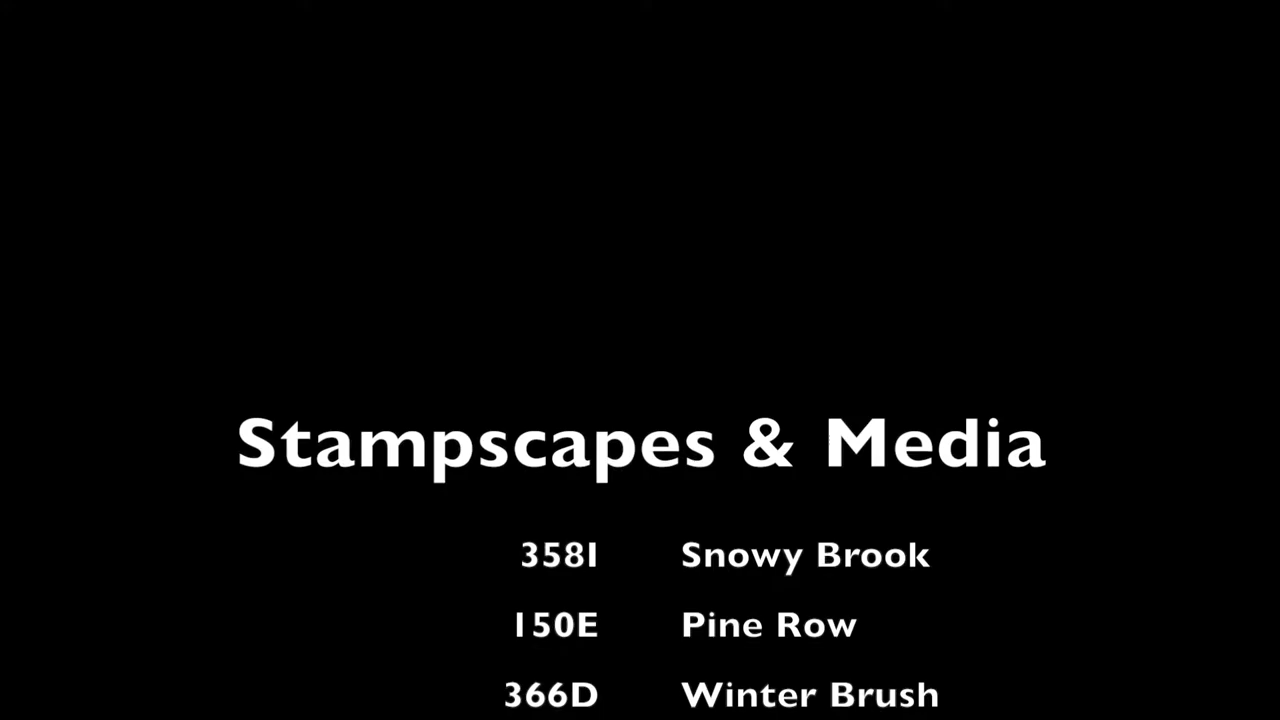 Stampscapes & Media
358I Snowy Brook
150E Pine Row
366D Winter Brush